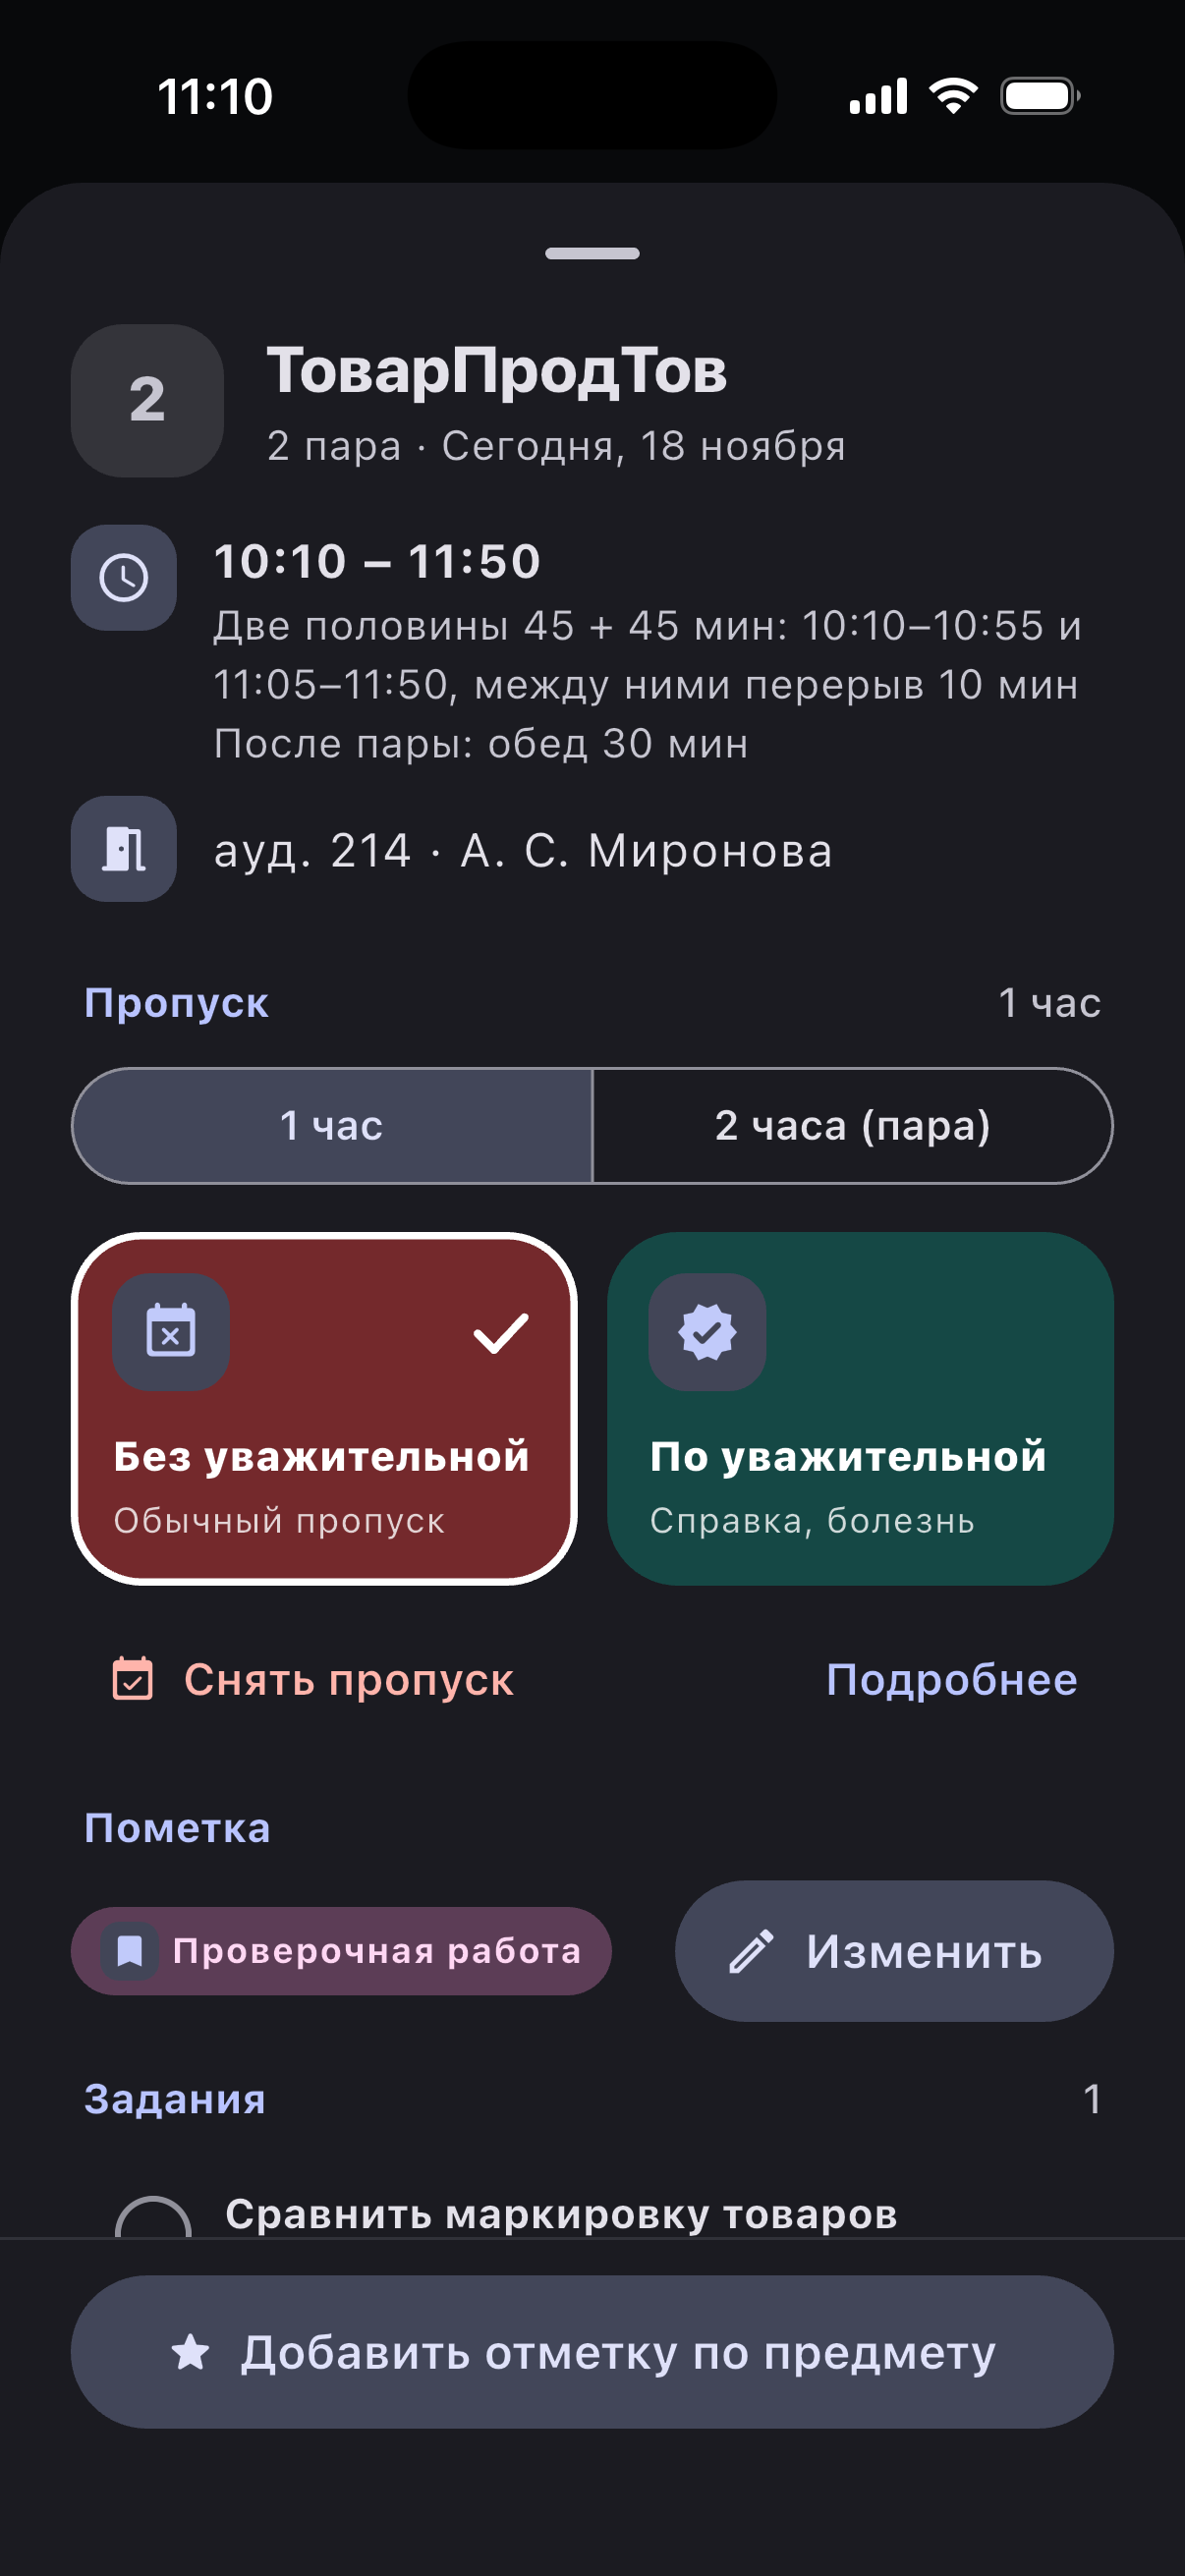 11:10
2
ТоварПродТов
2 пара · Сегодня, 18 ноября
10:10 – 11:50
Две половины 45 + 45 мин: 10:10–10:55 и
11:05–11:50, между ними перерыв 10 мин
После пары: обед 30 мин
ауд. 214 · А. С. Миронова
Пропуск
1 час
1 час
2 часа (пара)
Без уважительной
Обычный пропуск
По уважительной
Справка, болезнь
Снять пропуск
Подробнее
Пометка
Проверочная работа
Изменить
Задания
1
Сравнить маркировку товаров
Добавить отметку по предмету